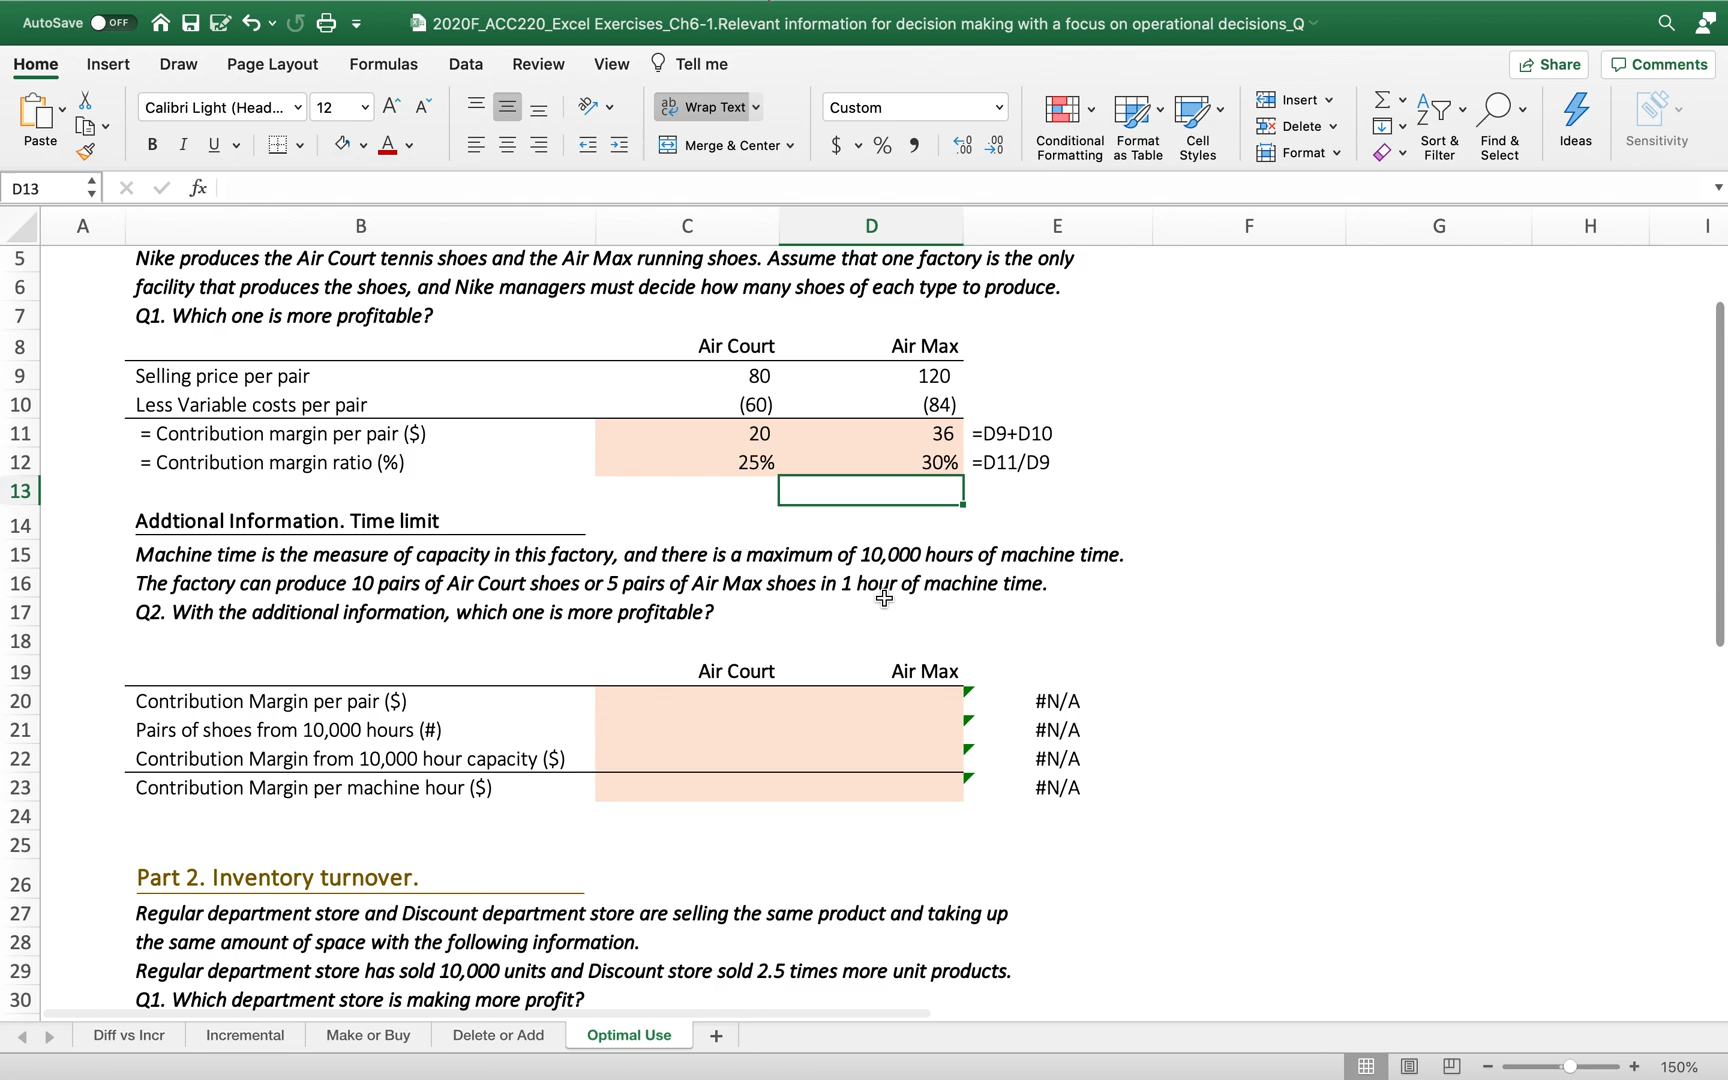 AutoSave OFF 2020F_ACC220_Excel Exercises_Ch6-1.Relevant information for decision making with a focus on operational decisions_Q
Home Insert Draw Page Layout Formulas Data Review View Tell me Share Comments
Paste Calibri Light (Head... 12 A^ Aˇ ab Wrap Text Custom Conditional Formatting Format as Table Cell Styles Insert Delete Format Sort & Filter Find & Select Ideas Sensitivity
B I U A Merge & Center $ % ,
D13 fx
A B C D E F G H I
5 Nike produces the Air Court tennis shoes and the Air Max running shoes. Assume that one factory is the only
6 facility that produces the shoes, and Nike managers must decide how many shoes of each type to produce.
7 Q1. Which one is more profitable?
8 Air Court Air Max
9 Selling price per pair 80 120
10 Less Variable costs per pair (60) (84)
11 = Contribution margin per pair ($) 20 36 =D9+D10
12 = Contribution margin ratio (%) 25% 30% =D11/D9
13
14 Addtional Information. Time limit
15 Machine time is the measure of capacity in this factory, and there is a maximum of 10,000 hours of machine time.
16 The factory can produce 10 pairs of Air Court shoes or 5 pairs of Air Max shoes in 1 hour of machine time.
17 Q2. With the additional information, which one is more profitable?
18
19 Air Court Air Max
20 Contribution Margin per pair ($) #N/A
21 Pairs of shoes from 10,000 hours (#) #N/A
22 Contribution Margin from 10,000 hour capacity ($) #N/A
23 Contribution Margin per machine hour ($) #N/A
24
25
26 Part 2. Inventory turnover.
27 Regular department store and Discount department store are selling the same product and taking up
28 the same amount of space with the following information.
29 Regular department store has sold 10,000 units and Discount store sold 2.5 times more unit products.
30 Q1. Which department store is making more profit?
Diff vs Incr Incremental Make or Buy Delete or Add Optimal Use +
150%